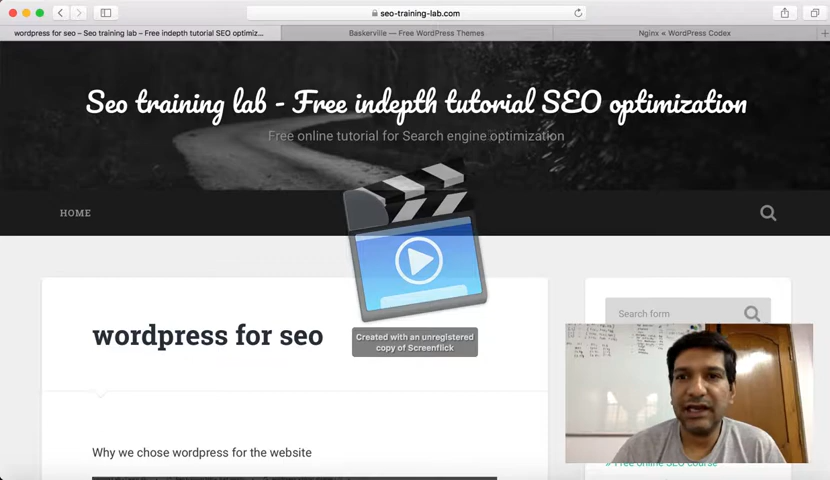 seo-training-lab.com
wordpress for seo – Seo training lab – Free indepth tutorial SEO optimiz...
Baskerville — Free WordPress Themes
Nginx « WordPress Codex
Seo training lab - Free indepth tutorial SEO optimization
Free online tutorial for Search engine optimization
HOME
Search form
wordpress for seo
Created with an unregistered
copy of Screenflick
Why we chose wordpress for the website
# Free online SEO course